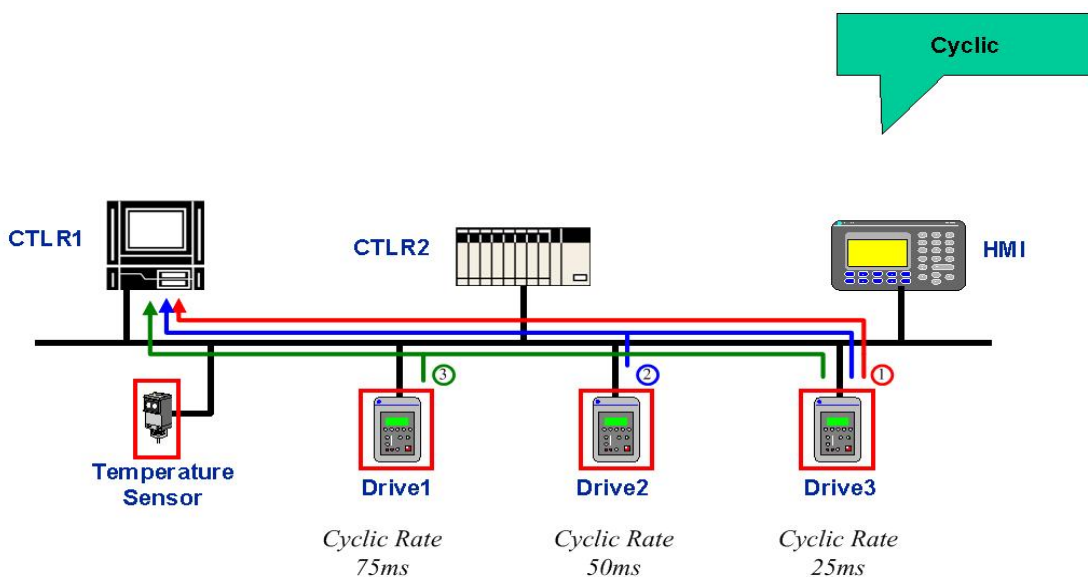 Cyclic
CTLR1
CTLR2
HMI
3
2
1
Temperature
Sensor
Drive1
Drive2
Drive3
Cyclic Rate
75ms
Cyclic Rate
50ms
Cyclic Rate
25ms